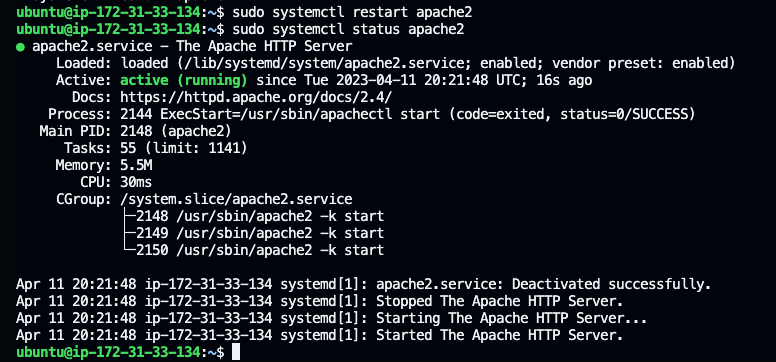 ubuntu@ip-172-31-33-134:~$ sudo systemctl restart apache2
ubuntu@ip-172-31-33-134:~$ sudo systemctl status apache2
● apache2.service - The Apache HTTP Server
     Loaded: loaded (/lib/systemd/system/apache2.service; enabled; vendor preset: enabled)
     Active: active (running) since Tue 2023-04-11 20:21:48 UTC; 16s ago
       Docs: https://httpd.apache.org/docs/2.4/
    Process: 2144 ExecStart=/usr/sbin/apachectl start (code=exited, status=0/SUCCESS)
   Main PID: 2148 (apache2)
      Tasks: 55 (limit: 1141)
     Memory: 5.5M
        CPU: 30ms
     CGroup: /system.slice/apache2.service
             ├─2148 /usr/sbin/apache2 -k start
             ├─2149 /usr/sbin/apache2 -k start
             └─2150 /usr/sbin/apache2 -k start
Apr 11 20:21:48 ip-172-31-33-134 systemd[1]: apache2.service: Deactivated successfully.
Apr 11 20:21:48 ip-172-31-33-134 systemd[1]: Stopped The Apache HTTP Server.
Apr 11 20:21:48 ip-172-31-33-134 systemd[1]: Starting The Apache HTTP Server...
Apr 11 20:21:48 ip-172-31-33-134 systemd[1]: Started The Apache HTTP Server.
ubuntu@ip-172-31-33-134:~$